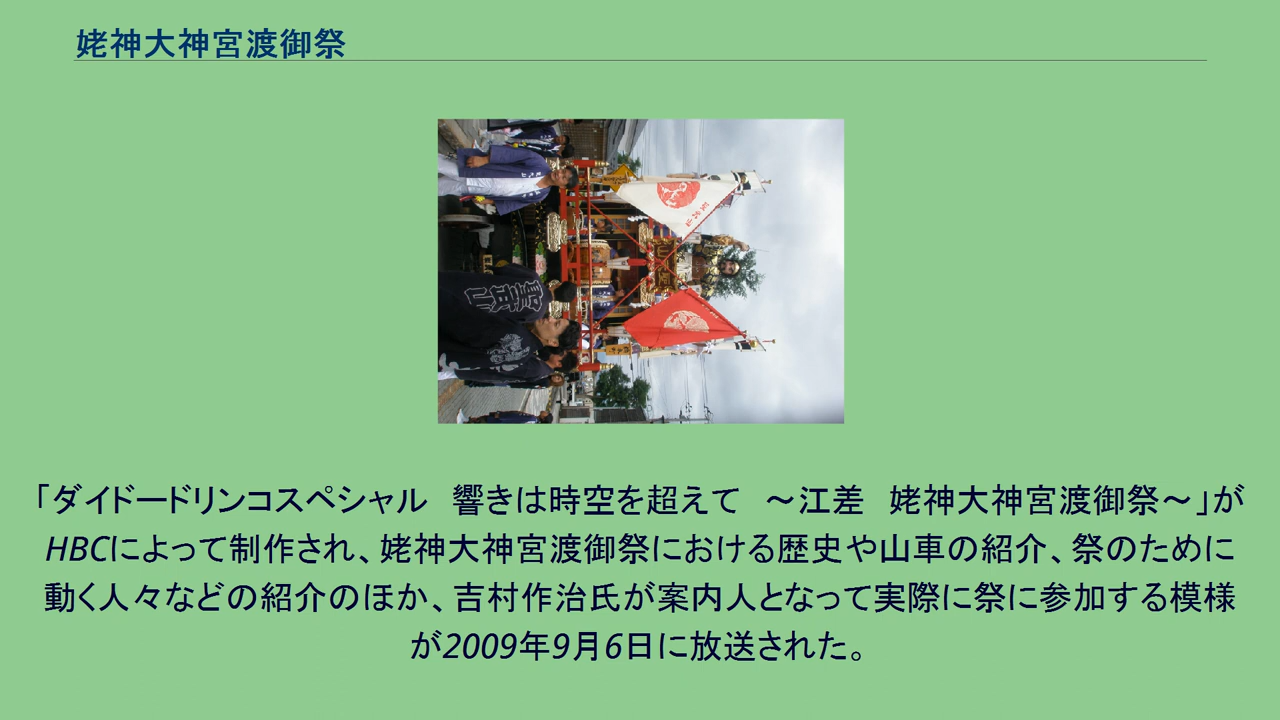 姥神大神宮渡御祭
「ダイドードリンコスペシャル　響きは時空を超えて　～江差　姥神大神宮渡御祭～」が
HBCによって制作され、姥神大神宮渡御祭における歴史や山車の紹介、祭のために
動く人々などの紹介のほか、吉村作治氏が案内人となって実際に祭に参加する模様
が2009年9月6日に放送された。